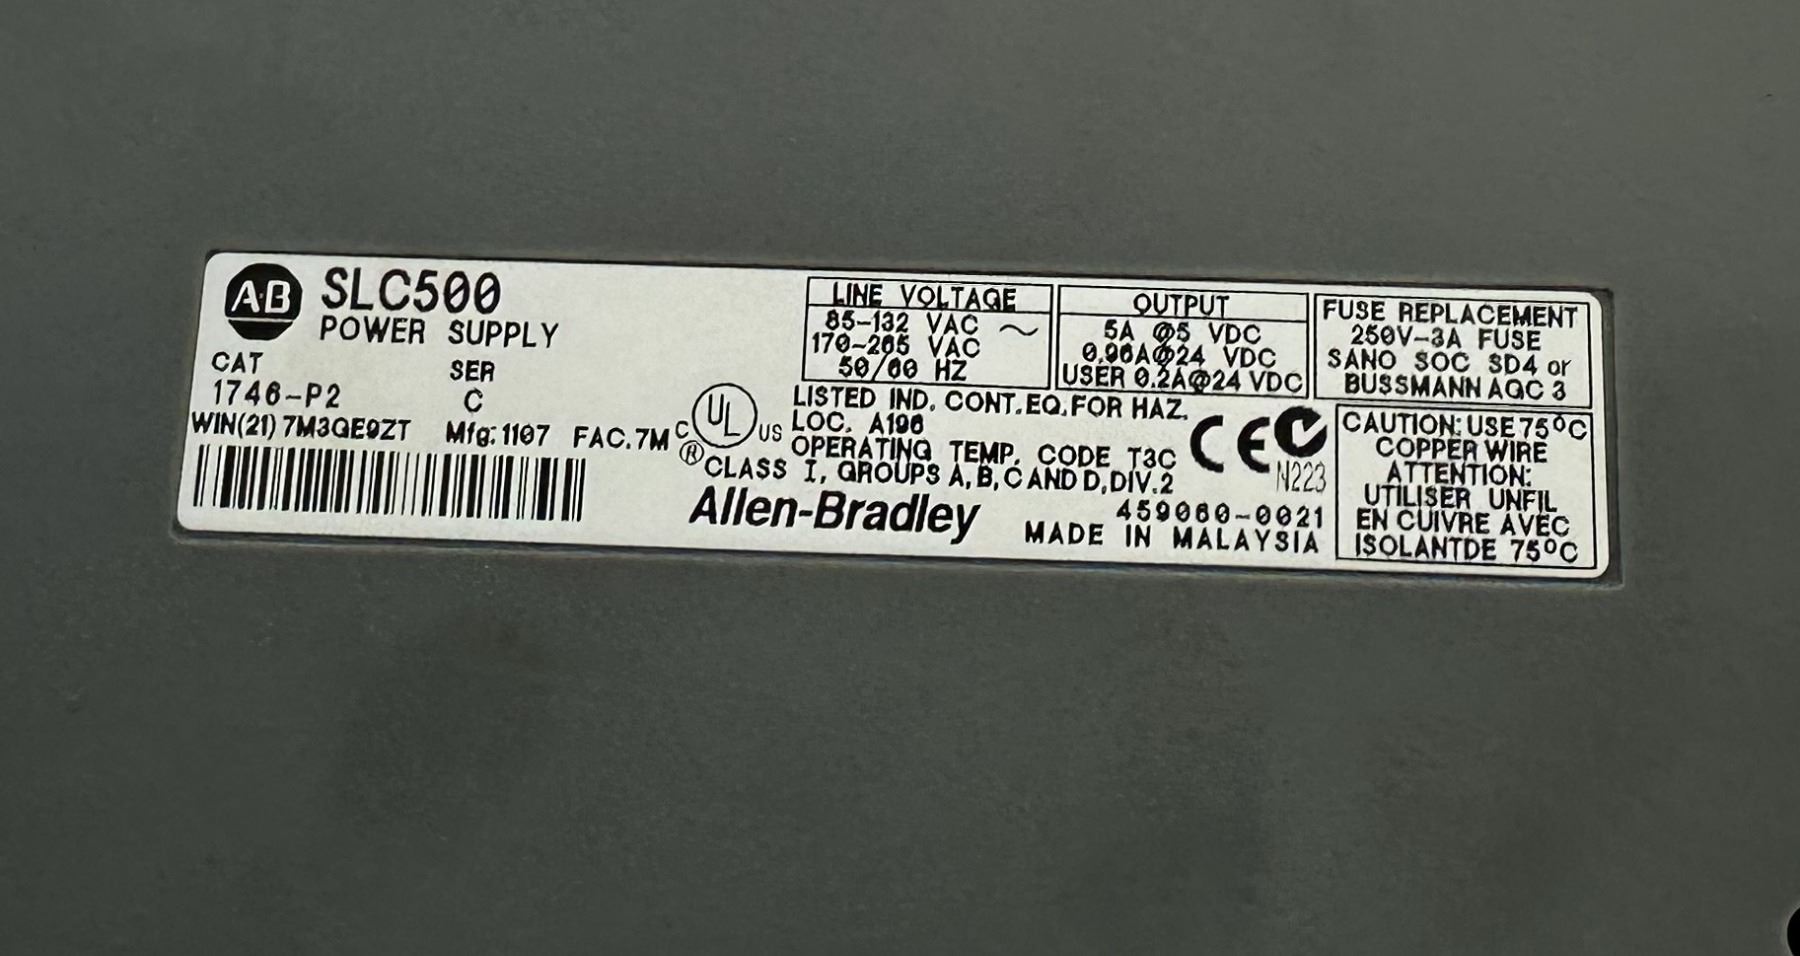 A·B SLC500
POWER SUPPLY
CAT SER
1746-P2 C
WIN(21) 7M3QE9ZT Mfg: 1107 FAC. 7M
LINE VOLTAGE
85-132 VAC ~
170-265 VAC
50/60 HZ
OUTPUT
5A @5 VDC
0.96A@24 VDC
USER 0.2A@24 VDC
FUSE REPLACEMENT
250V-3A FUSE
SANO SOC SD4 or
BUSSMANN AGC 3
C UL US ®
LISTED IND. CONT.EQ.FOR HAZ.
LOC. A196
OPERATING TEMP. CODE T3C
CLASS I, GROUPS A, B, C AND D, DIV.2
CE
N223
Allen-Bradley
459060-0021
MADE IN MALAYSIA
CAUTION: USE 75°C
COPPER WIRE
ATTENTION:
UTILISER UNFIL
EN CUIVRE AVEC
ISOLANTDE 75°C